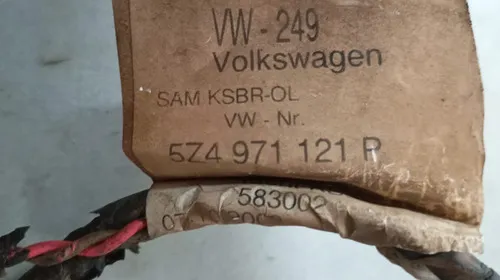 VW - 249
Volkswagen
SAM KSBR-OL
VW - Nr.
5Z4 971 121 R
583002